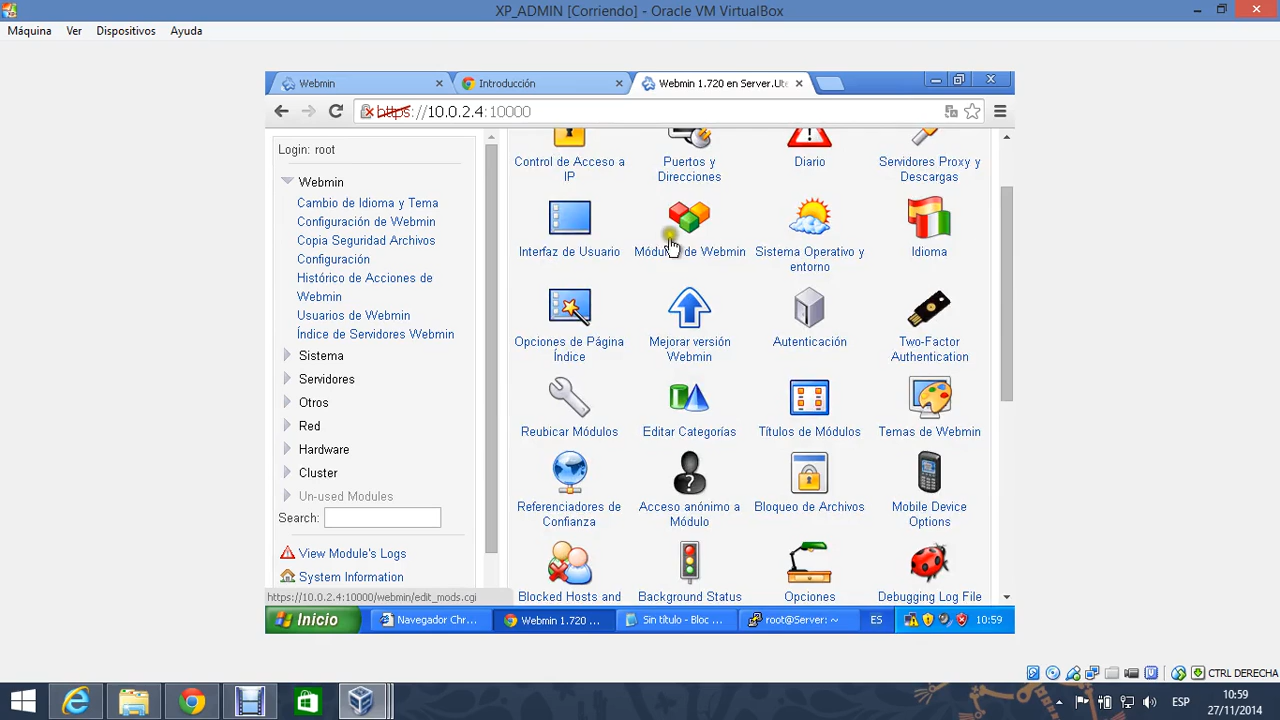 XP_ADMIN [Corriendo] - Oracle VM VirtualBox
Máquina Ver Dispositivos Ayuda
Webmin
Introducción
Webmin 1.720 en Server.Ute
https://10.0.2.4:10000
Login: root
Webmin
Cambio de Idioma y Tema
Configuración de Webmin
Copia Seguridad Archivos
Configuración
Histórico de Acciones de
Webmin
Usuarios de Webmin
Índice de Servidores Webmin
Sistema
Servidores
Otros
Red
Hardware
Cluster
Un-used Modules
Search:
View Module's Logs
System Information
https://10.0.2.4:10000/webmin/edit_mods.cgi
Control de Acceso a
IP
Puertos y
Direcciones
Diario
Servidores Proxy y
Descargas
Interfaz de Usuario
Módulos de Webmin
Sistema Operativo y
entorno
Idioma
Opciones de Página
Índice
Mejorar versión
Webmin
Autenticación
Two-Factor
Authentication
Reubicar Módulos
Editar Categorías
Títulos de Módulos
Temas de Webmin
Referenciadores de
Confianza
Acceso anónimo a
Módulo
Bloqueo de Archivos
Mobile Device
Options
Blocked Hosts and
Background Status
Opciones
Debugging Log File
Inicio
Navegador Chr...
Webmin 1.720 ...
Sin título - Bloc ...
root@Server: ~
ES
10:59
CTRL DERECHA
ESP
10:59
27/11/2014